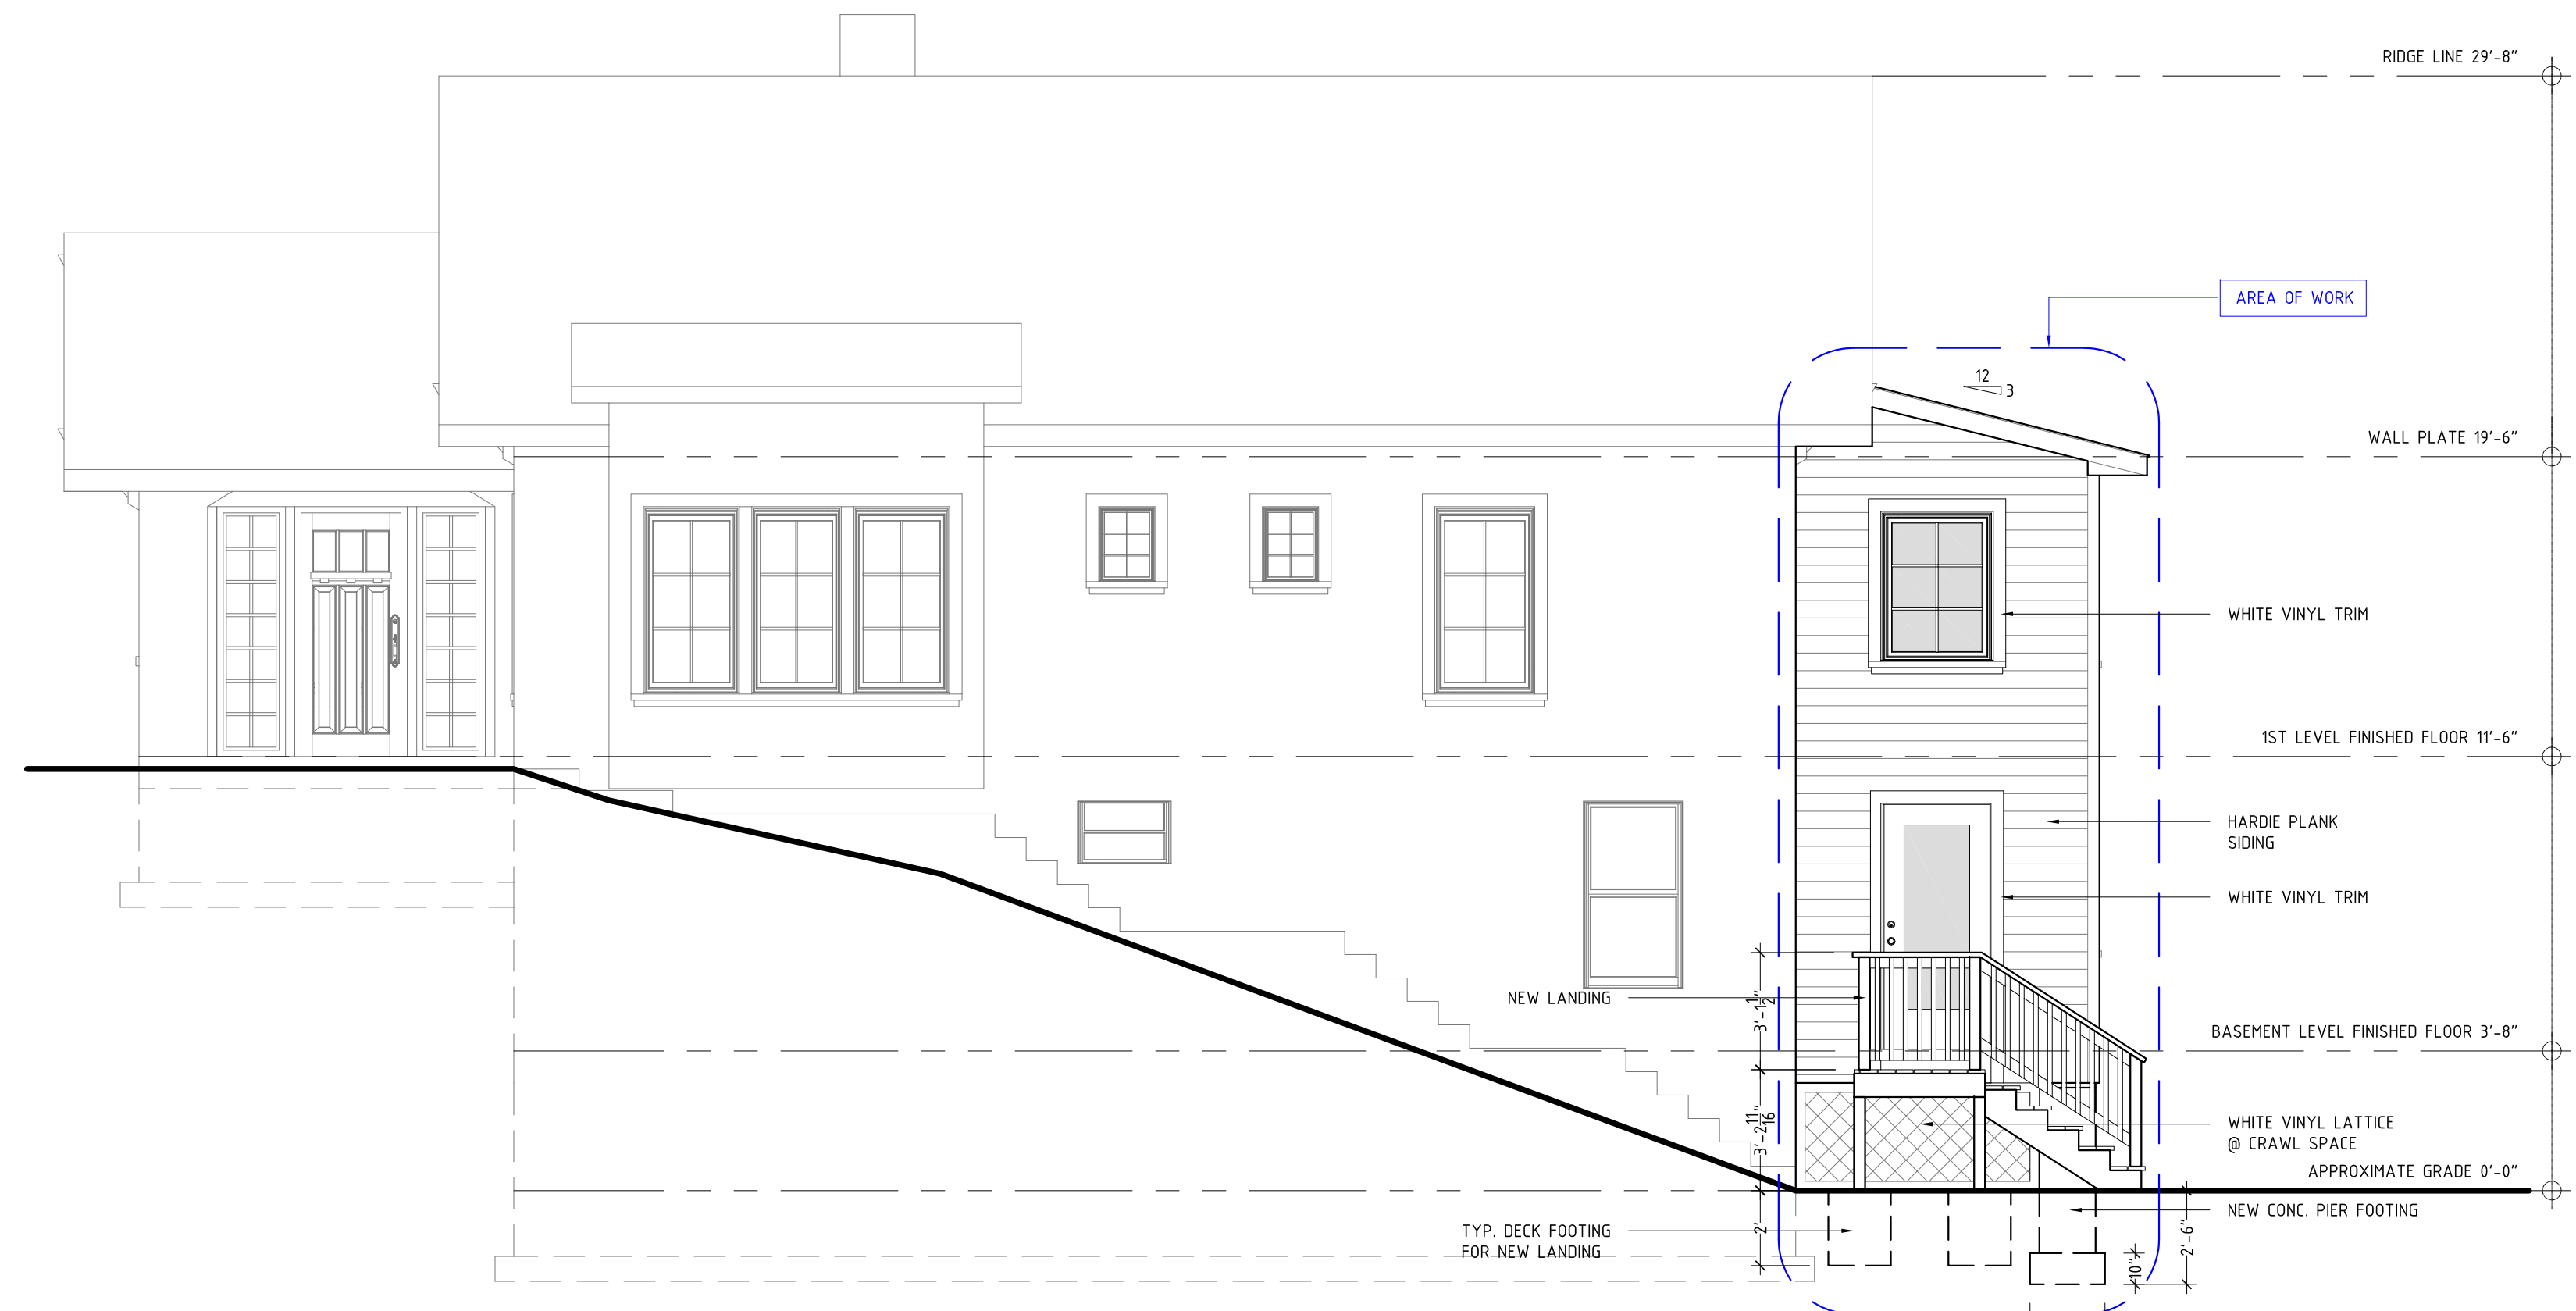 RIDGE LINE 29'-8"
AREA OF WORK
12
3
WALL PLATE 19'-6"
WHITE VINYL TRIM
1ST LEVEL FINISHED FLOOR 11'-6"
HARDIE PLANK
SIDING
WHITE VINYL TRIM
NEW LANDING
3'-1 1/2"
BASEMENT LEVEL FINISHED FLOOR 3'-8"
3'-2 11/16"
WHITE VINYL LATTICE
@ CRAWL SPACE
APPROXIMATE GRADE 0'-0"
NEW CONC. PIER FOOTING
TYP. DECK FOOTING
FOR NEW LANDING
2'
10"
2'-6"